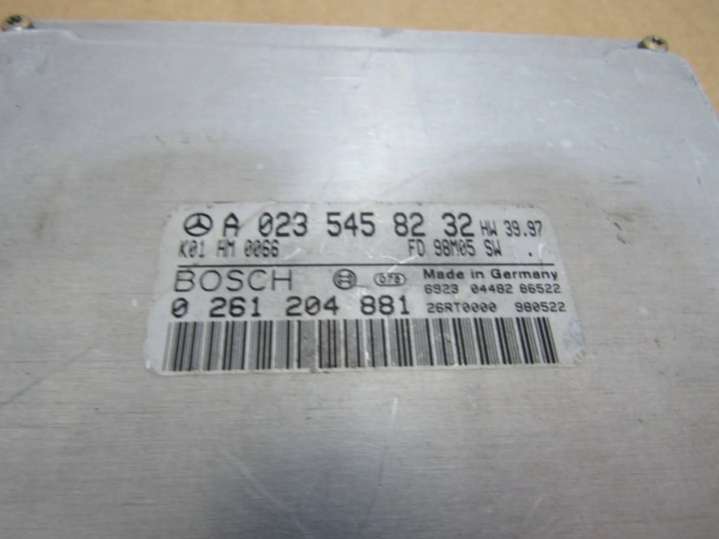 A 023 545 82 32 HW 39.97
K01 HM 0066 FD 98M05 SW .
BOSCH 075 Made in Germany
6923 04482 86522
0 261 204 881 26RT0000 980522